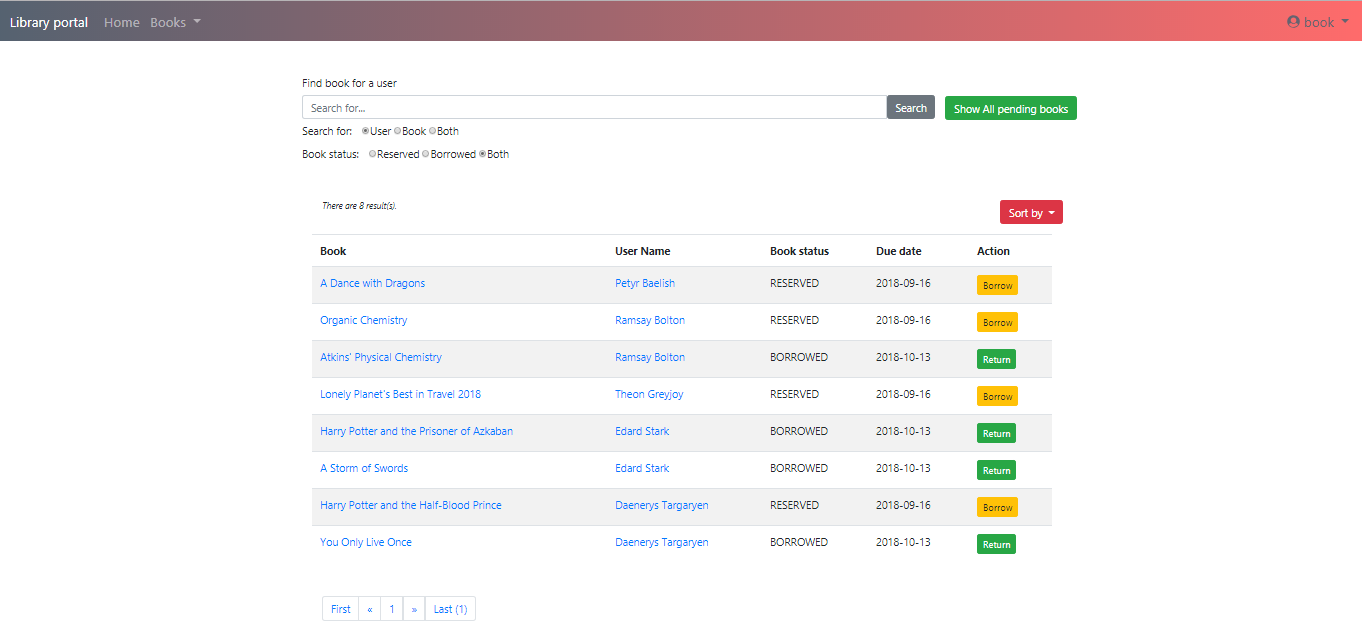 Library portal Home Books book
Find book for a user
Search for... Search Show All pending books
Search for: User Book Both
Book status: Reserved Borrowed Both
There are 8 result(s).
Sort by
Book User Name Book status Due date Action
A Dance with Dragons Petyr Baelish RESERVED 2018-09-16 Borrow
Organic Chemistry Ramsay Bolton RESERVED 2018-09-16 Borrow
Atkins' Physical Chemistry Ramsay Bolton BORROWED 2018-10-13 Return
Lonely Planet's Best in Travel 2018 Theon Greyjoy RESERVED 2018-09-16 Borrow
Harry Potter and the Prisoner of Azkaban Edard Stark BORROWED 2018-10-13 Return
A Storm of Swords Edard Stark BORROWED 2018-10-13 Return
Harry Potter and the Half-Blood Prince Daenerys Targaryen RESERVED 2018-09-16 Borrow
You Only Live Once Daenerys Targaryen BORROWED 2018-10-13 Return
First « 1 » Last (1)